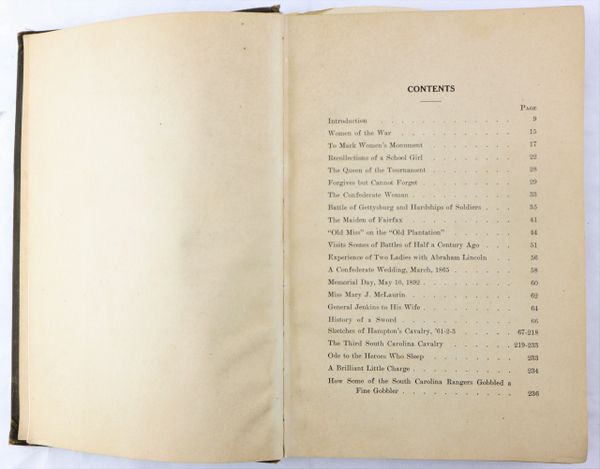 CONTENTS
PAGE
Introduction . . . . . . . . . . . . 9
Women of the War . . . . . . . . . . 15
To Mark Women's Monument . . . . . . . . 17
Recollections of a School Girl . . . . . . . . 22
The Queen of the Tournament . . . . . . . . 28
Forgives but Cannot Forget . . . . . . . . 29
The Confederate Woman . . . . . . . . . 33
Battle of Gettysburg and Hardships of Soldiers . . . 35
The Maiden of Fairfax . . . . . . . . . . 41
"Old Miss" on the "Old Plantation" . . . . . . 44
Visits Scenes of Battles of Half a Century Ago . . . 51
Experience of Two Ladies with Abraham Lincoln 56
A Confederate Wedding, March, 1865 . . . . . . 58
Memorial Day, May 10, 1892 . . . . . . . . 60
Miss Mary J. McLaurin . . . . . . . . . 62
General Jenkins to His Wife . . . . . . . . . 64
History of a Sword . . . . . . . . . . 66
Sketches of Hampton's Cavalry, '61-2-3 . . . . . 67-218
The Third South Carolina Cavalry . . . . . . 219-233
Ode to the Heroes Who Sleep . . . . . . . . 233
A Brilliant Little Charge . . . . . . . . . 234
How Some of the South Carolina Rangers Gobbled a
Fine Gobbler . . . . . . . . . . . 236